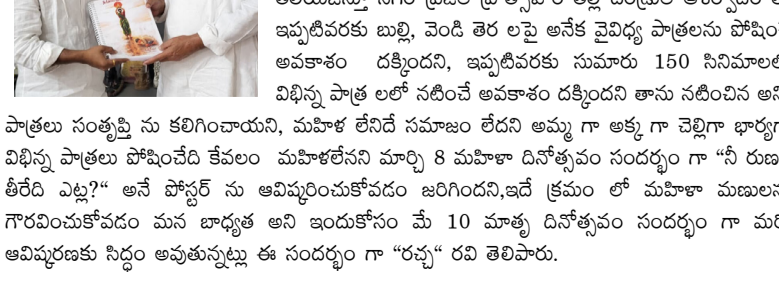 ఇప్పటివరకు బుల్లి, వెండి తెర లపై అనేక వైవిధ్య పాత్రలను
అవకాశం దక్కిందని, ఇప్పటివరకు సుమారు 150
విభిన్న పాత్ర లలో నటించే అవకాశం దక్కిందని తాను నటించిన
పాత్రలు సంతృప్తి ను కలిగించాయని, మహిళ లేనిదే సమాజం లేదని అమ్మ గా అక్క గా చెల్లిగా
విభిన్న పాత్రలు పోషించేది కేవలం మహిళలేనని మార్చి 8 మహిళా దినోత్సవం సందర్భం గా “నీ
తీరేది ఎట్ల?“ అనే పోస్టర్ ను ఆవిష్కరించుకోవడం జరిగిందని,ఇదే క్రమం లో మహిళా
గౌరవించుకోవడం మన బాధ్యత అని ఇందుకోసం మే 10 మాతృ దినోత్సవం సందర్భం గా
ఆవిష్కరణకు సిద్ధం అవుతున్నట్లు ఈ సందర్భం గా “రచ్చ“ రవి తెలిపారు.